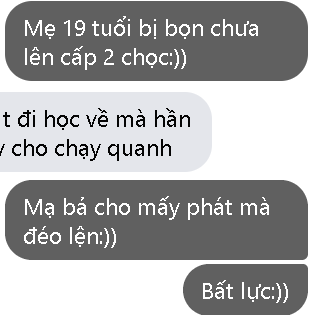 Mẹ 19 tuổi bị bọn chưa
lên cấp 2 chọc:))
t đi học về mà hần
cho chạy quanh
Mạ bả cho mấy phát mà
đéo lện:))
Bất lực:))